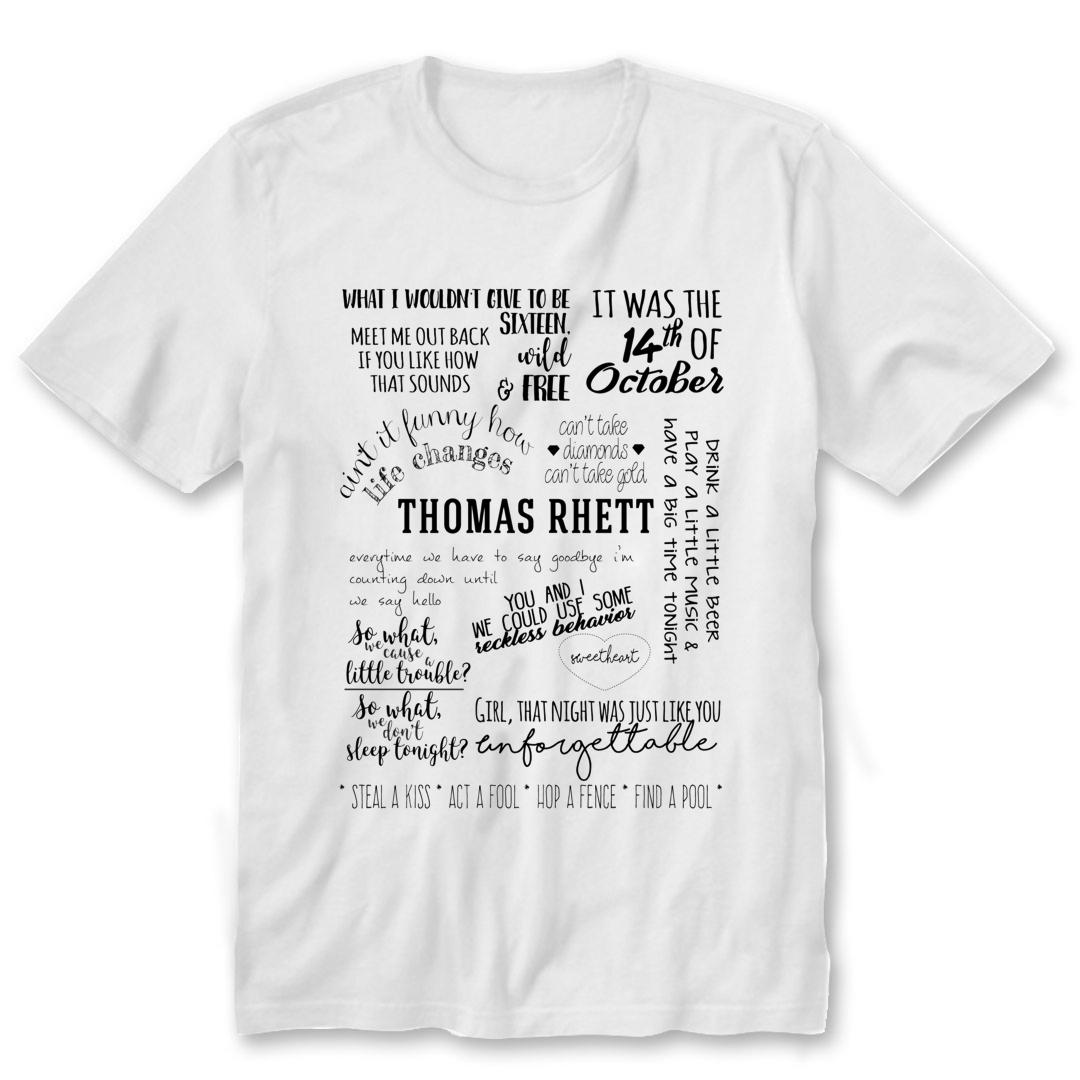 WHAT I WOULDN'T GIVE TO BE
SIXTEEN,
wild
& FREE
MEET ME OUT BACK
IF YOU LIKE HOW
THAT SOUNDS
IT WAS THE
14th OF
October
ain't it funny how
life changes
can't take
diamonds
can't take gold
DRINK A LITTLE BEER
PLAY A LITTLE MUSIC &
have a BIG TIME TONIGHT
THOMAS RHETT
everytime we have to say goodbye i'm
counting down until
we say hello
YOU AND I
WE COULD USE SOME
reckless behavior
sweetheart
So what,
we cause a
little trouble?
So what,
we don't
sleep tonight?
GIRL, THAT NIGHT WAS JUST LIKE YOU
unforgettable
* STEAL A KISS * ACT A FOOL * HOP A FENCE * FIND A POOL *